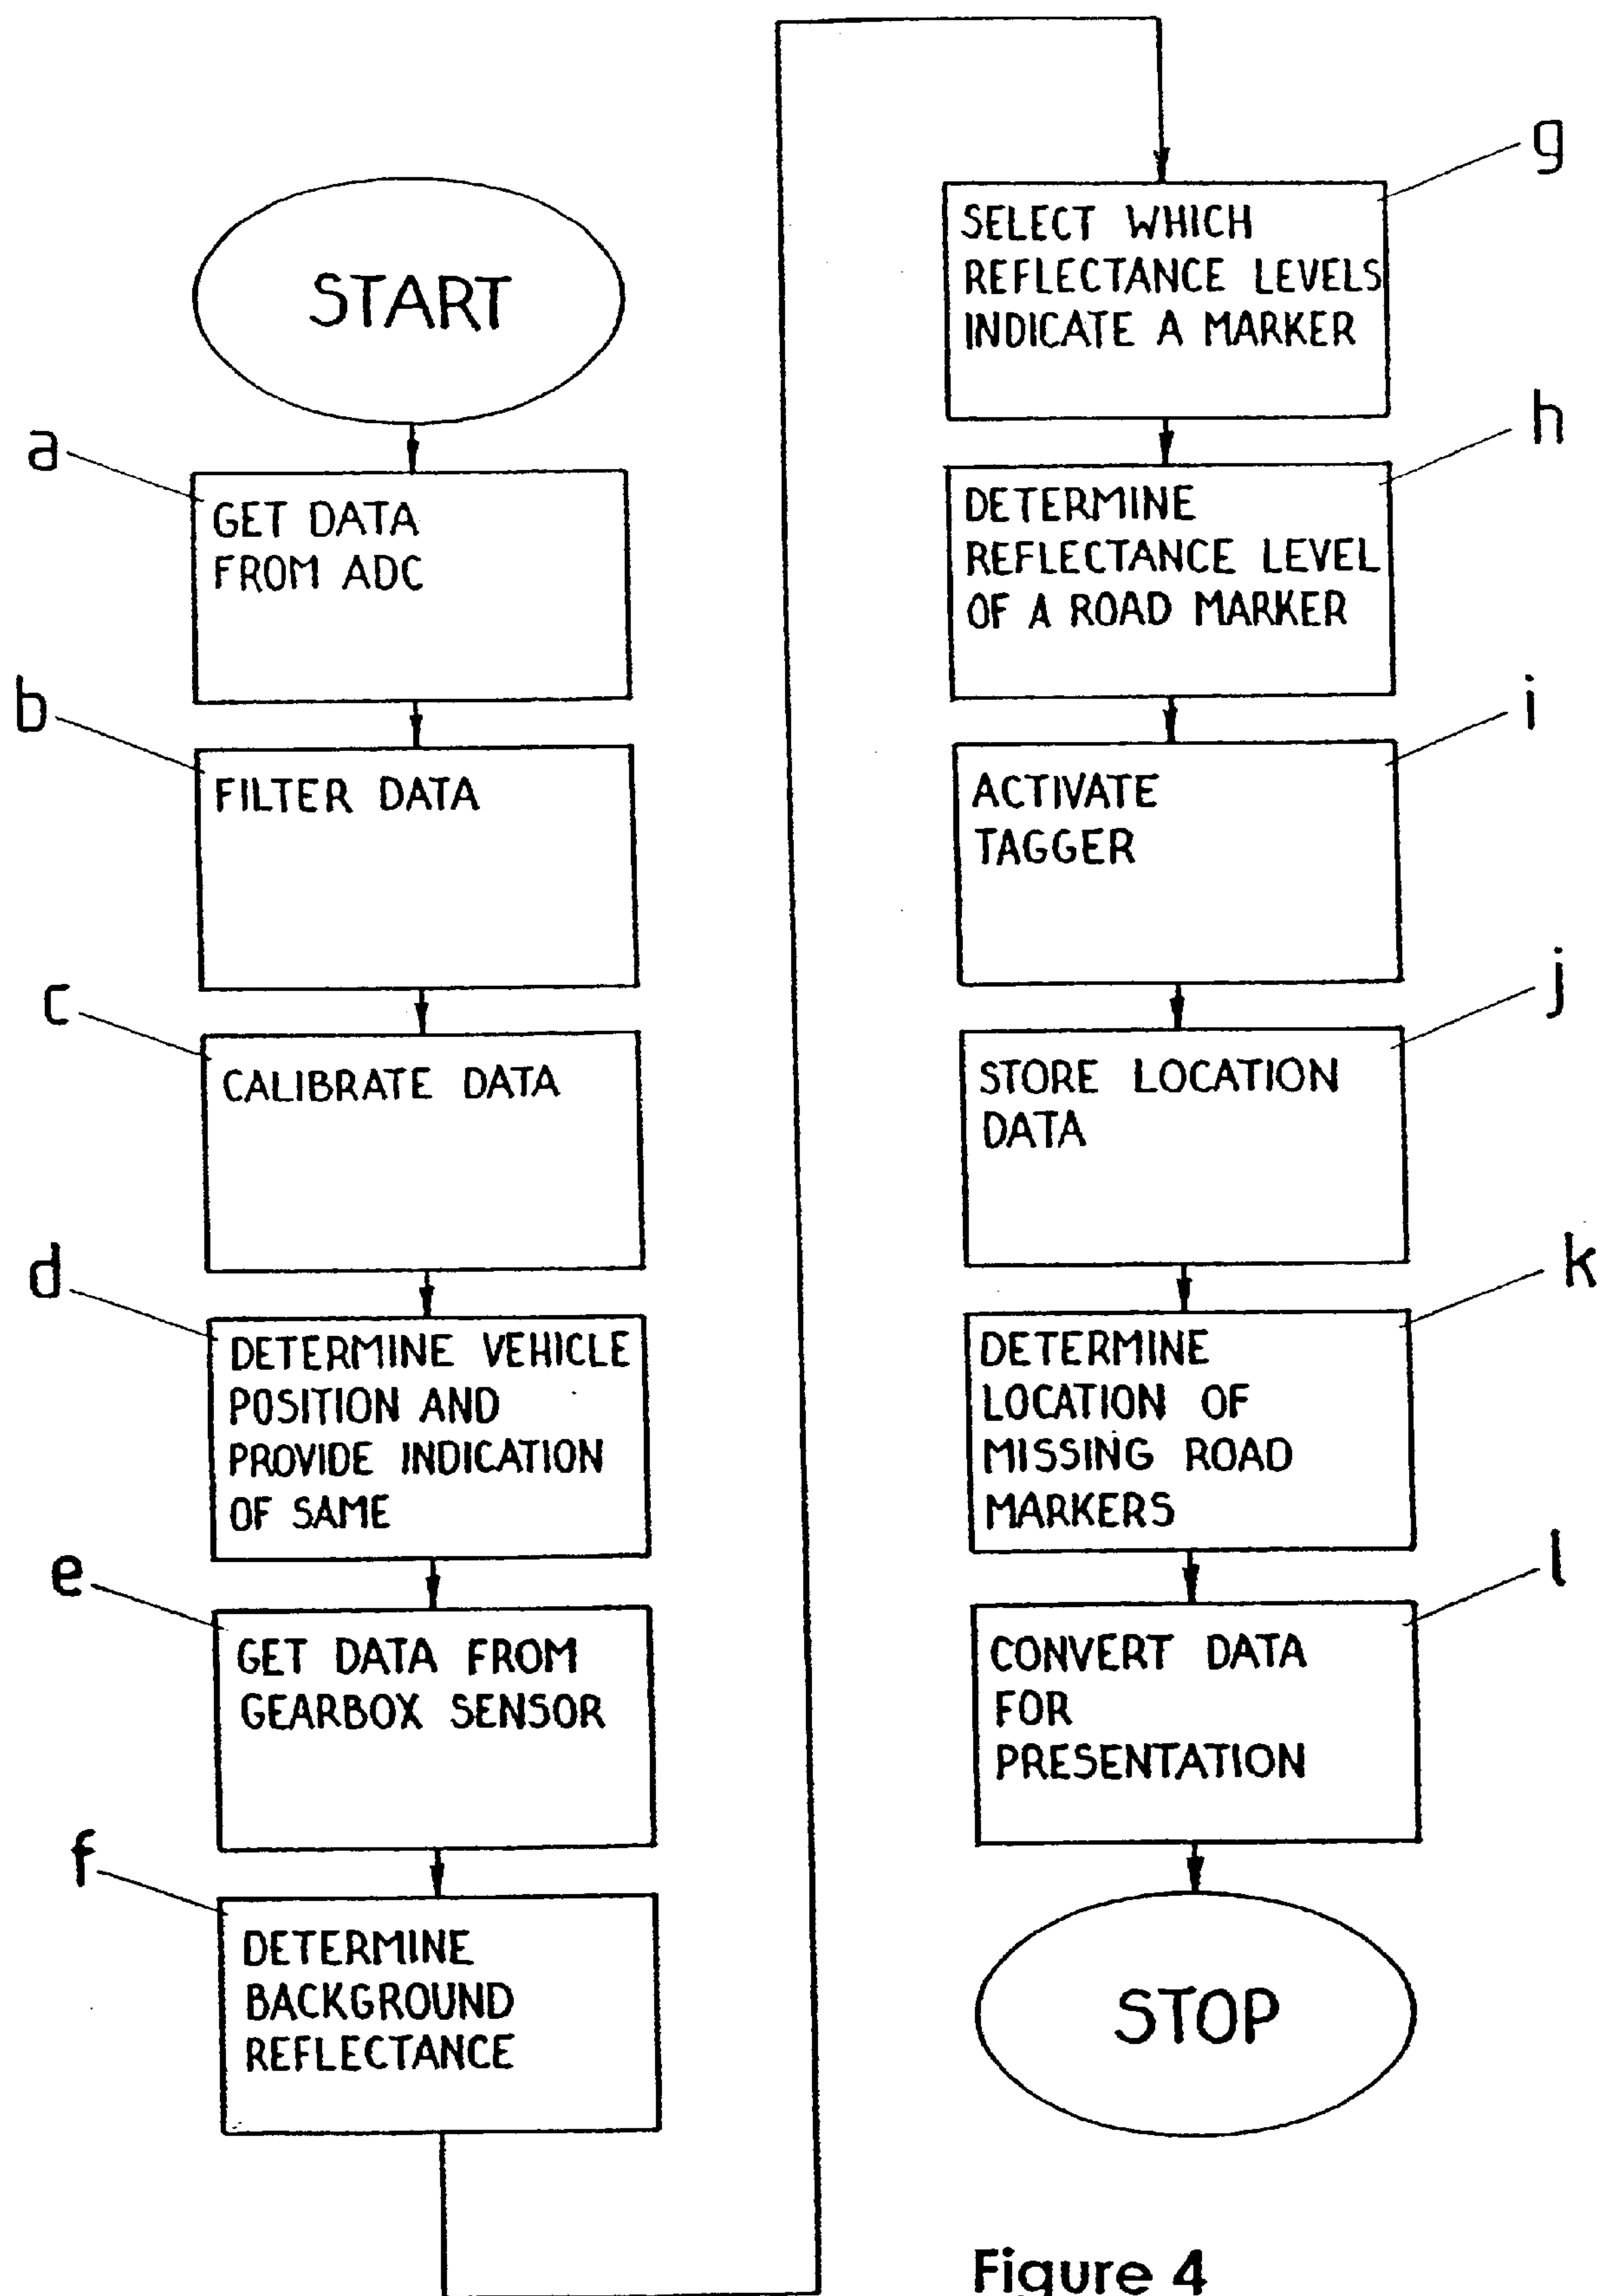 START
a
GET DATA
FROM ADC
b
FILTER DATA
c
CALIBRATE DATA
d
DETERMINE VEHICLE
POSITION AND
PROVIDE INDICATION
OF SAME
e
GET DATA FROM
GEARBOX SENSOR
f
DETERMINE
BACKGROUND
REFLECTANCE
g
SELECT WHICH
REFLECTANCE LEVELS
INDICATE A MARKER
h
DETERMINE
REFLECTANCE LEVEL
OF A ROAD MARKER
i
ACTIVATE
TAGGER
j
STORE LOCATION
DATA
k
DETERMINE
LOCATION OF
MISSING ROAD
MARKERS
l
CONVERT DATA
FOR
PRESENTATION
STOP
Figure 4